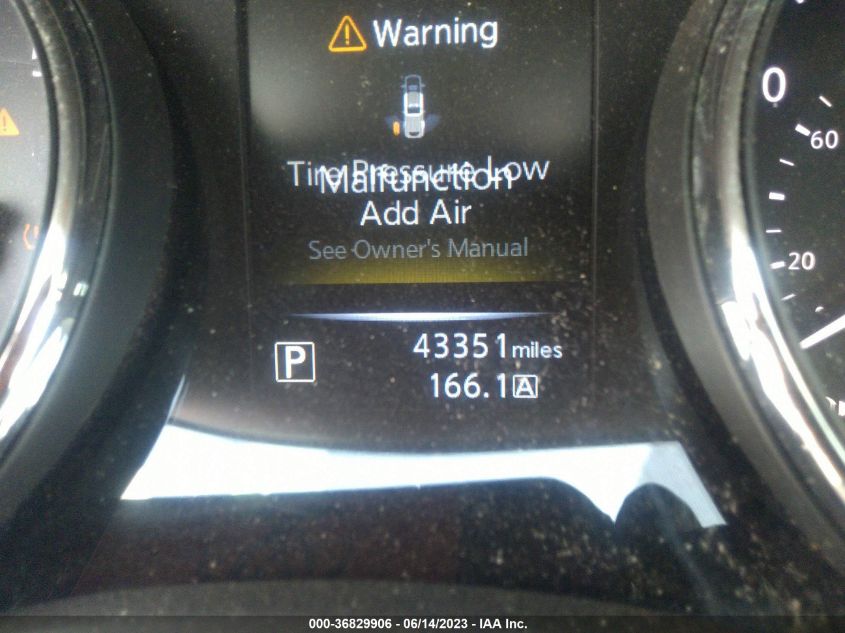 Warning
Tire Pressure Low
Malfunction
Add Air
See Owner's Manual
0
60
20
P
43351 miles
166.1 A
000-36829906 - 06/14/2023 - IAA Inc.